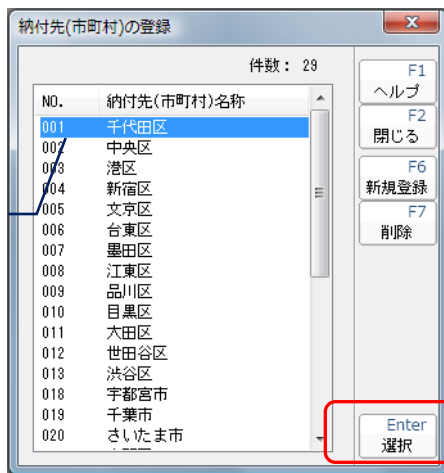 納付先(市町村)の登録
件数： 29
NO. 納付先(市町村)名称
001 千代田区
002 中央区
003 港区
004 新宿区
005 文京区
006 台東区
007 墨田区
008 江東区
009 品川区
010 目黒区
011 大田区
012 世田谷区
013 渋谷区
018 宇都宮市
019 千葉市
020 さいたま市
F1
ヘルプ
F2
閉じる
F6
新規登録
F7
削除
Enter
選択